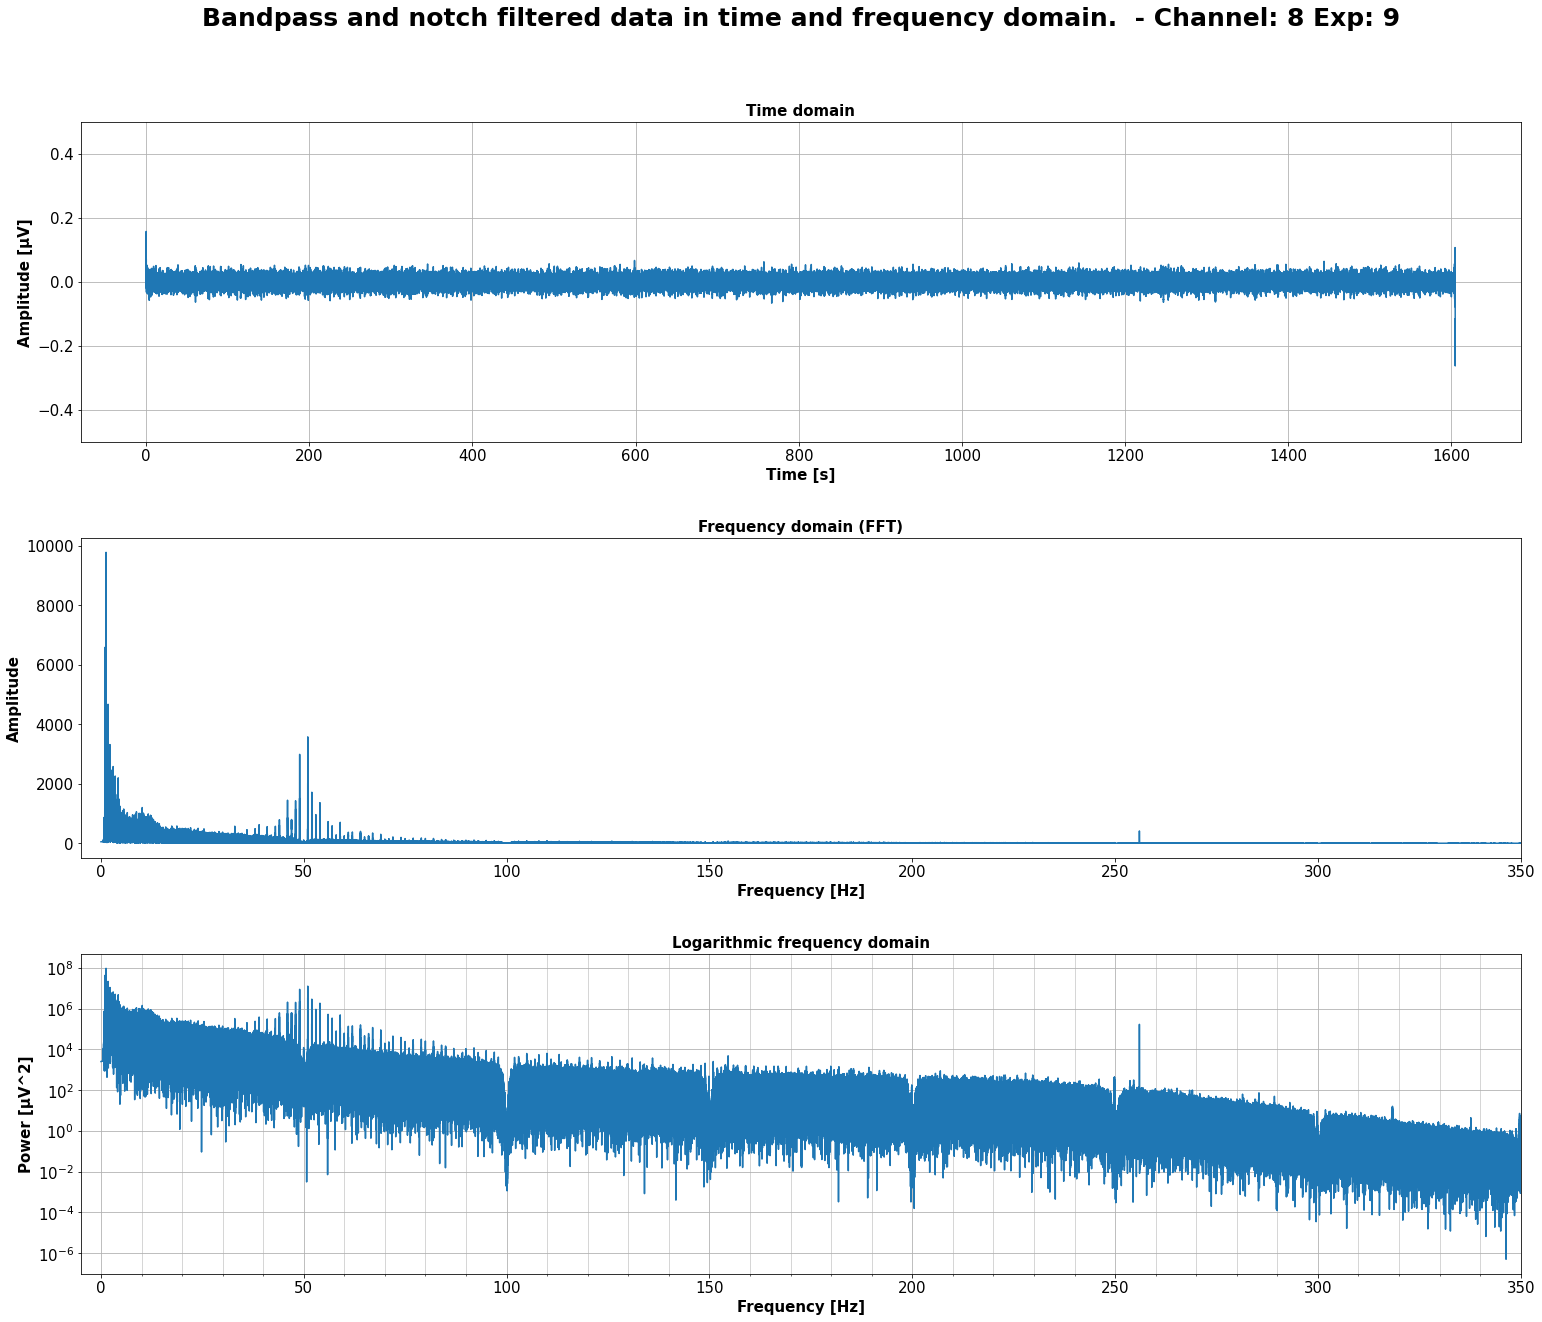 Bandpass and notch filtered data in time and frequency domain.  - Channel: 8 Exp: 9
Time domain
Amplitude [µV]
0.4
0.2
0.0
−0.2
−0.4
0 200 400 600 800 1000 1200 1400 1600
Time [s]
Frequency domain (FFT)
Amplitude
10000
8000
6000
4000
2000
0
0 50 100 150 200 250 300 350
Frequency [Hz]
Logarithmic frequency domain
Power [µV^2]
10^8
10^6
10^4
10^2
10^0
10^−2
10^−4
10^−6
0 50 100 150 200 250 300 350
Frequency [Hz]